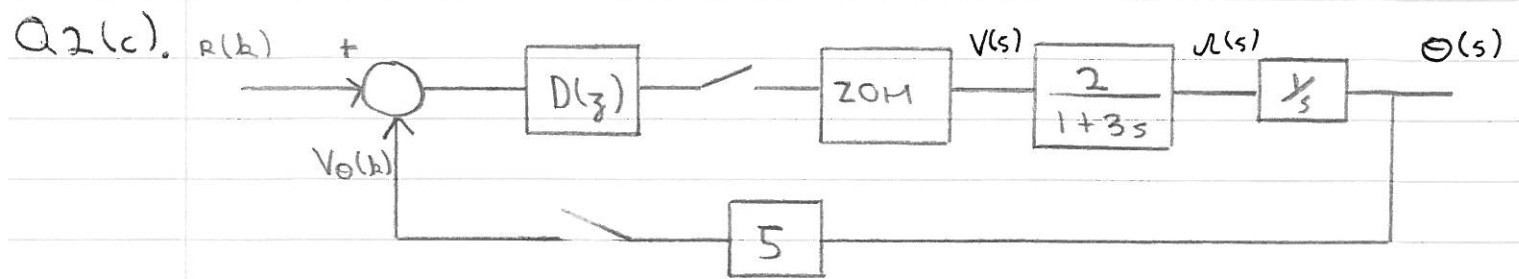 Q2(c). R(k) + V(s) Ω(s) Θ(s)
D(z) ZOH 2/(1+3s) 1/s
Vθ(k)
5